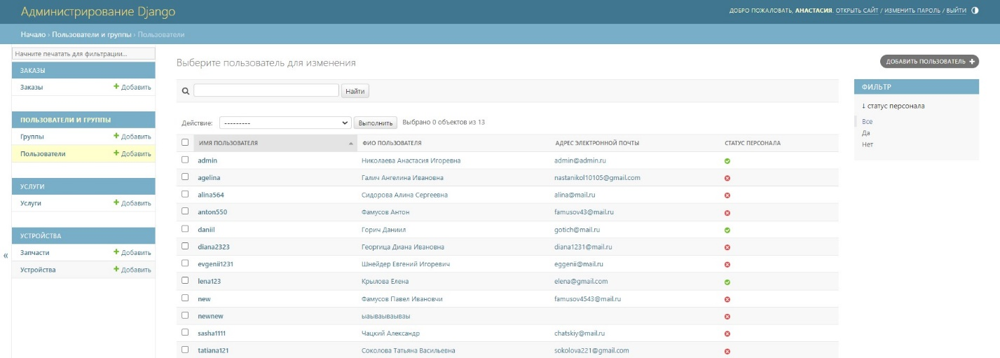 Администрирование Django
ДОБРО ПОЖАЛОВАТЬ, АНАСТАСИЯ. ОТКРЫТЬ САЙТ / ИЗМЕНИТЬ ПАРОЛЬ / ВЫЙТИ
Начало › Пользователи и группы › Пользователи
Начните печатать для фильтрации...
ЗАКАЗЫ
Заказы + Добавить
ПОЛЬЗОВАТЕЛИ И ГРУППЫ
Группы + Добавить
Пользователи + Добавить
УСЛУГИ
Услуги + Добавить
УСТРОЙСТВА
Запчасти + Добавить
Устройства + Добавить
«
Выберите пользователь для изменения
ДОБАВИТЬ ПОЛЬЗОВАТЕЛЬ +
Найти
Действие: --------- Выполнить Выбрано 0 объектов из 13
ИМЯ ПОЛЬЗОВАТЕЛЯ ФИО ПОЛЬЗОВАТЕЛЯ АДРЕС ЭЛЕКТРОННОЙ ПОЧТЫ СТАТУС ПЕРСОНАЛА
admin Николаева Анастасия Игоревна admin@admin.ru
agelina Галич Ангелина Ивановна nastanikol10105@gmail.com
alina564 Сидорова Алина Сергеевна alina@mail.ru
anton550 Фамусов Антон famusov43@mail.ru
daniil Горич Даниил gotich@mail.ru
diana2323 Георгица Диана Ивановна diana1231@mail.ru
evgenii1231 Шнейдер Евгений Игоревич eggenii@mail.ru
lena123 Крылова Елена elena@gmail.com
new Фамусов Павел Ивановчи famusov4543@mail.ru
newnew ыаываываываы
sasha1111 Чацкий Александр chatskiy@mail.ru
tatiana121 Соколова Татьяна Васильевна sokolova221@gmail.com
ФИЛЬТР
↓ статус персонала
Все
Да
Нет